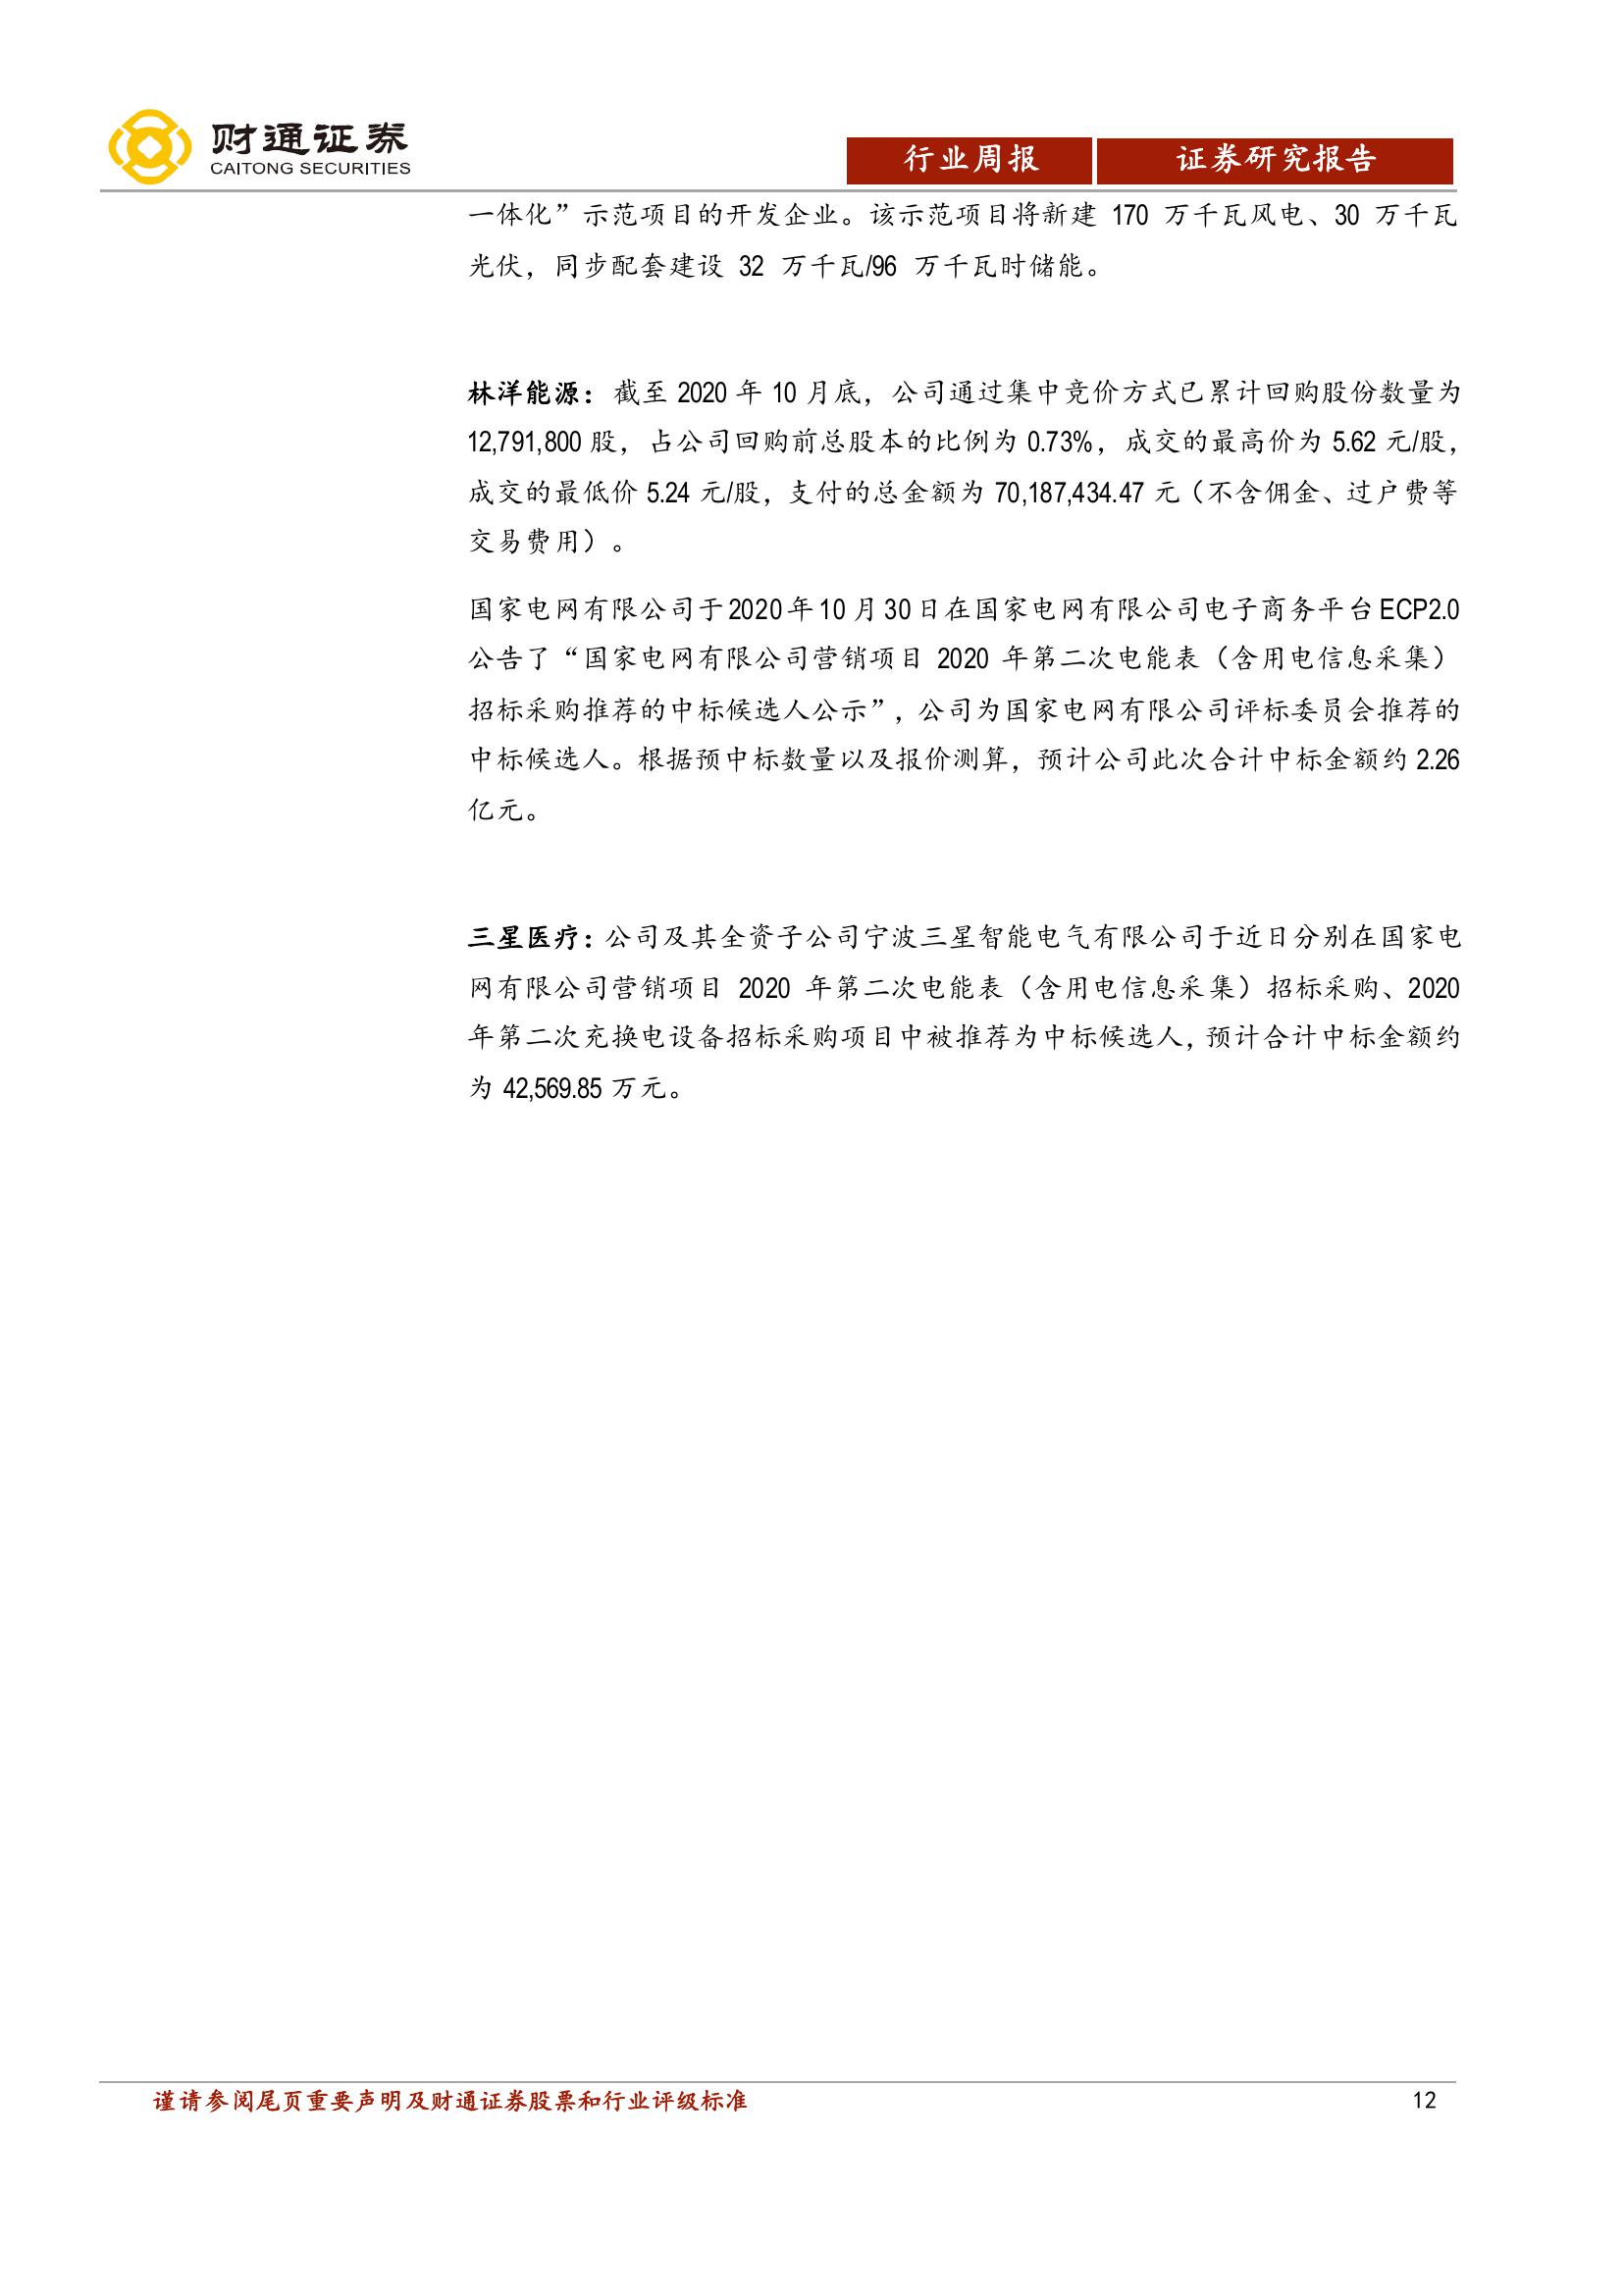 财通证券
CAITONG SECURITIES
行业周报
证券研究报告
一体化”示范项目的开发企业。该示范项目将新建 170 万千瓦风电、30 万千瓦
光伏，同步配套建设 32 万千瓦/96 万千瓦时储能。
林洋能源：截至 2020 年 10 月底，公司通过集中竞价方式已累计回购股份数量为
12,791,800 股，占公司回购前总股本的比例为 0.73%，成交的最高价为 5.62 元/股，
成交的最低价 5.24 元/股，支付的总金额为 70,187,434.47 元（不含佣金、过户费等
交易费用）。
国家电网有限公司于 2020 年 10 月 30 日在国家电网有限公司电子商务平台 ECP2.0
公告了“国家电网有限公司营销项目 2020 年第二次电能表（含用电信息采集）
招标采购推荐的中标候选人公示”，公司为国家电网有限公司评标委员会推荐的
中标候选人。根据预中标数量以及报价测算，预计公司此次合计中标金额约 2.26
亿元。
三星医疗：公司及其全资子公司宁波三星智能电气有限公司于近日分别在国家电
网有限公司营销项目 2020 年第二次电能表（含用电信息采集）招标采购、2020
年第二次充换电设备招标采购项目中被推荐为中标候选人，预计合计中标金额约
为 42,569.85 万元。
谨请参阅尾页重要声明及财通证券股票和行业评级标准
12